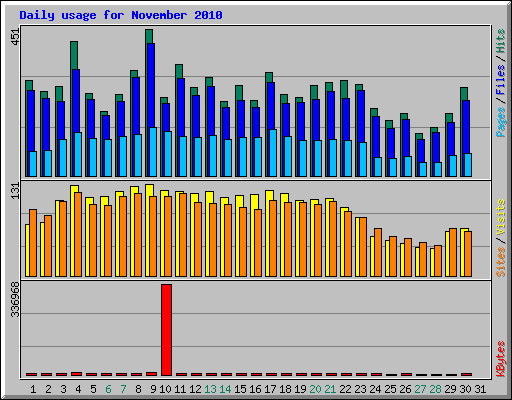 Daily usage for November 2010
451
Pages / Files / Hits
131
Sites / Visits
336968
KBytes
1 2 3 4 5 6 7 8 9 10 11 12 13 14 15 16 17 18 19 20 21 22 23 24 25 26 27 28 29 30 31